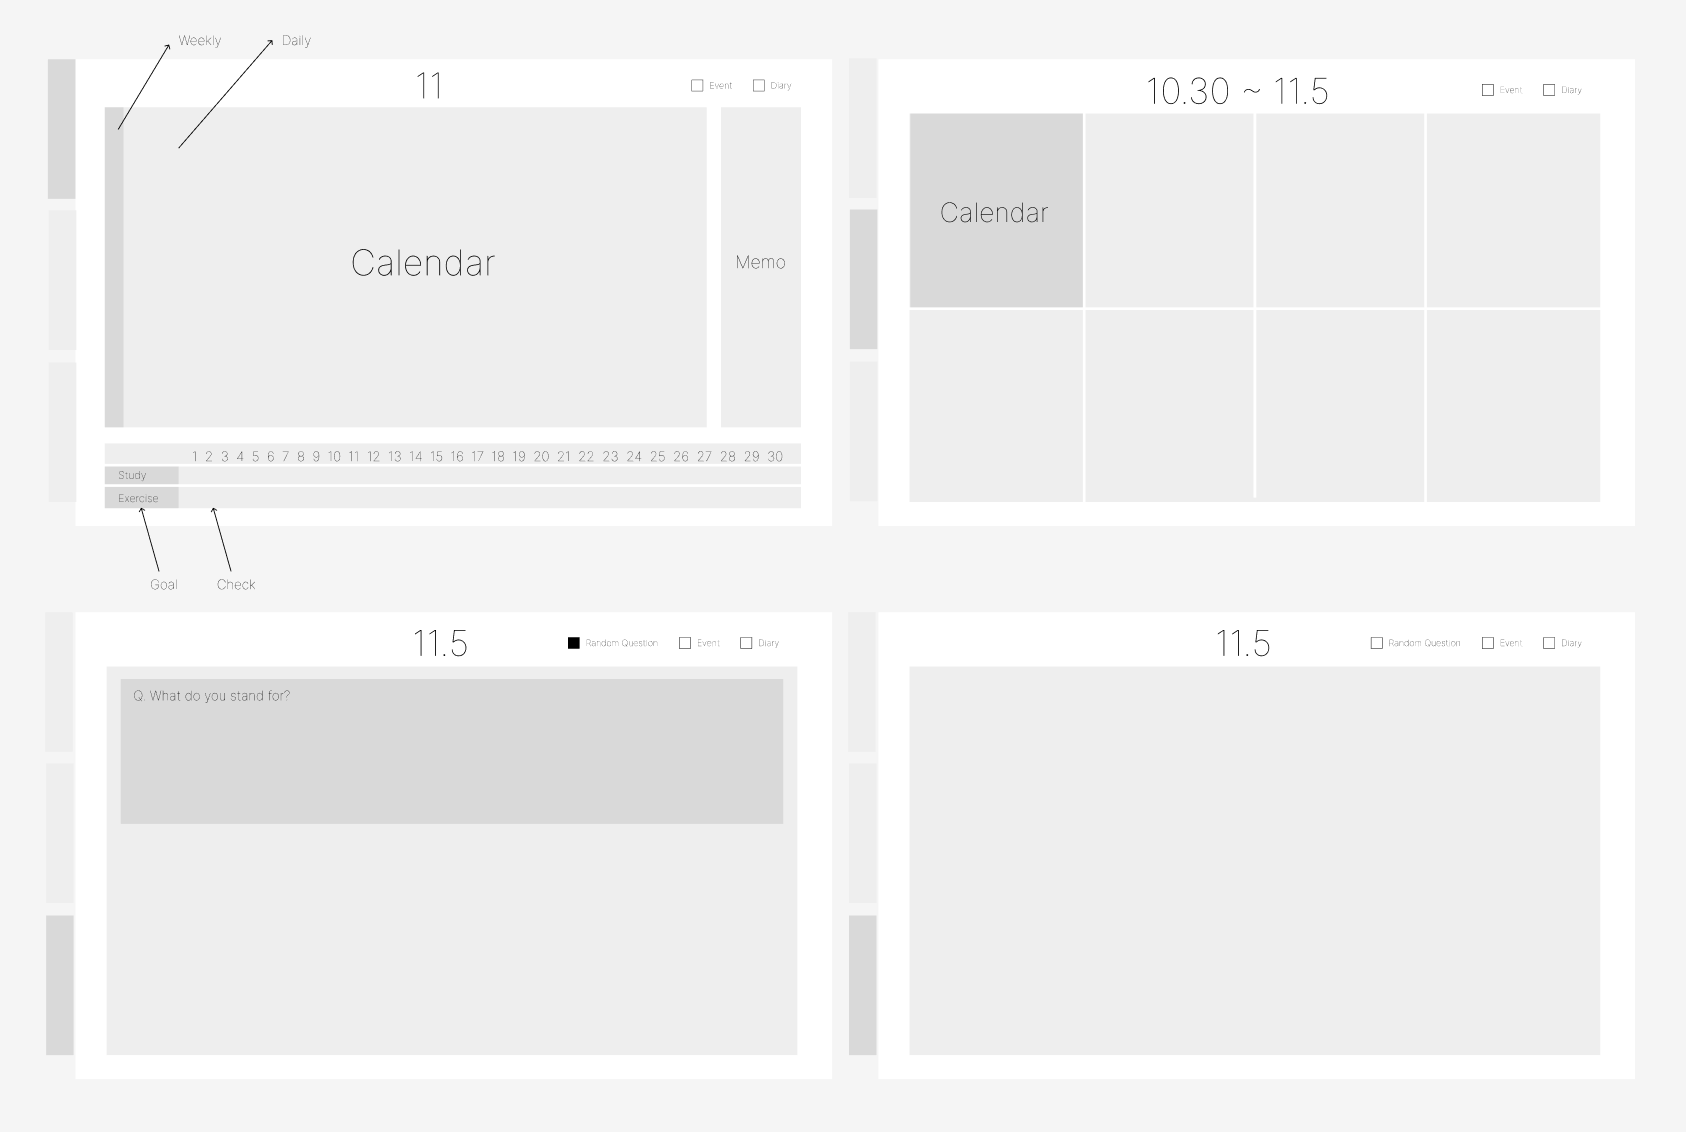 Weekly
Daily
11
Event
Diary
Calendar
Memo
1 2 3 4 5 6 7 8 9 10 11 12 13 14 15 16 17 18 19 20 21 22 23 24 25 26 27 28 29 30
Study
Exercise
Goal
Check
10.30 ~ 11.5
Event
Diary
Calendar
11.5
Random Question
Event
Diary
Q. What do you stand for?
11.5
Random Question
Event
Diary